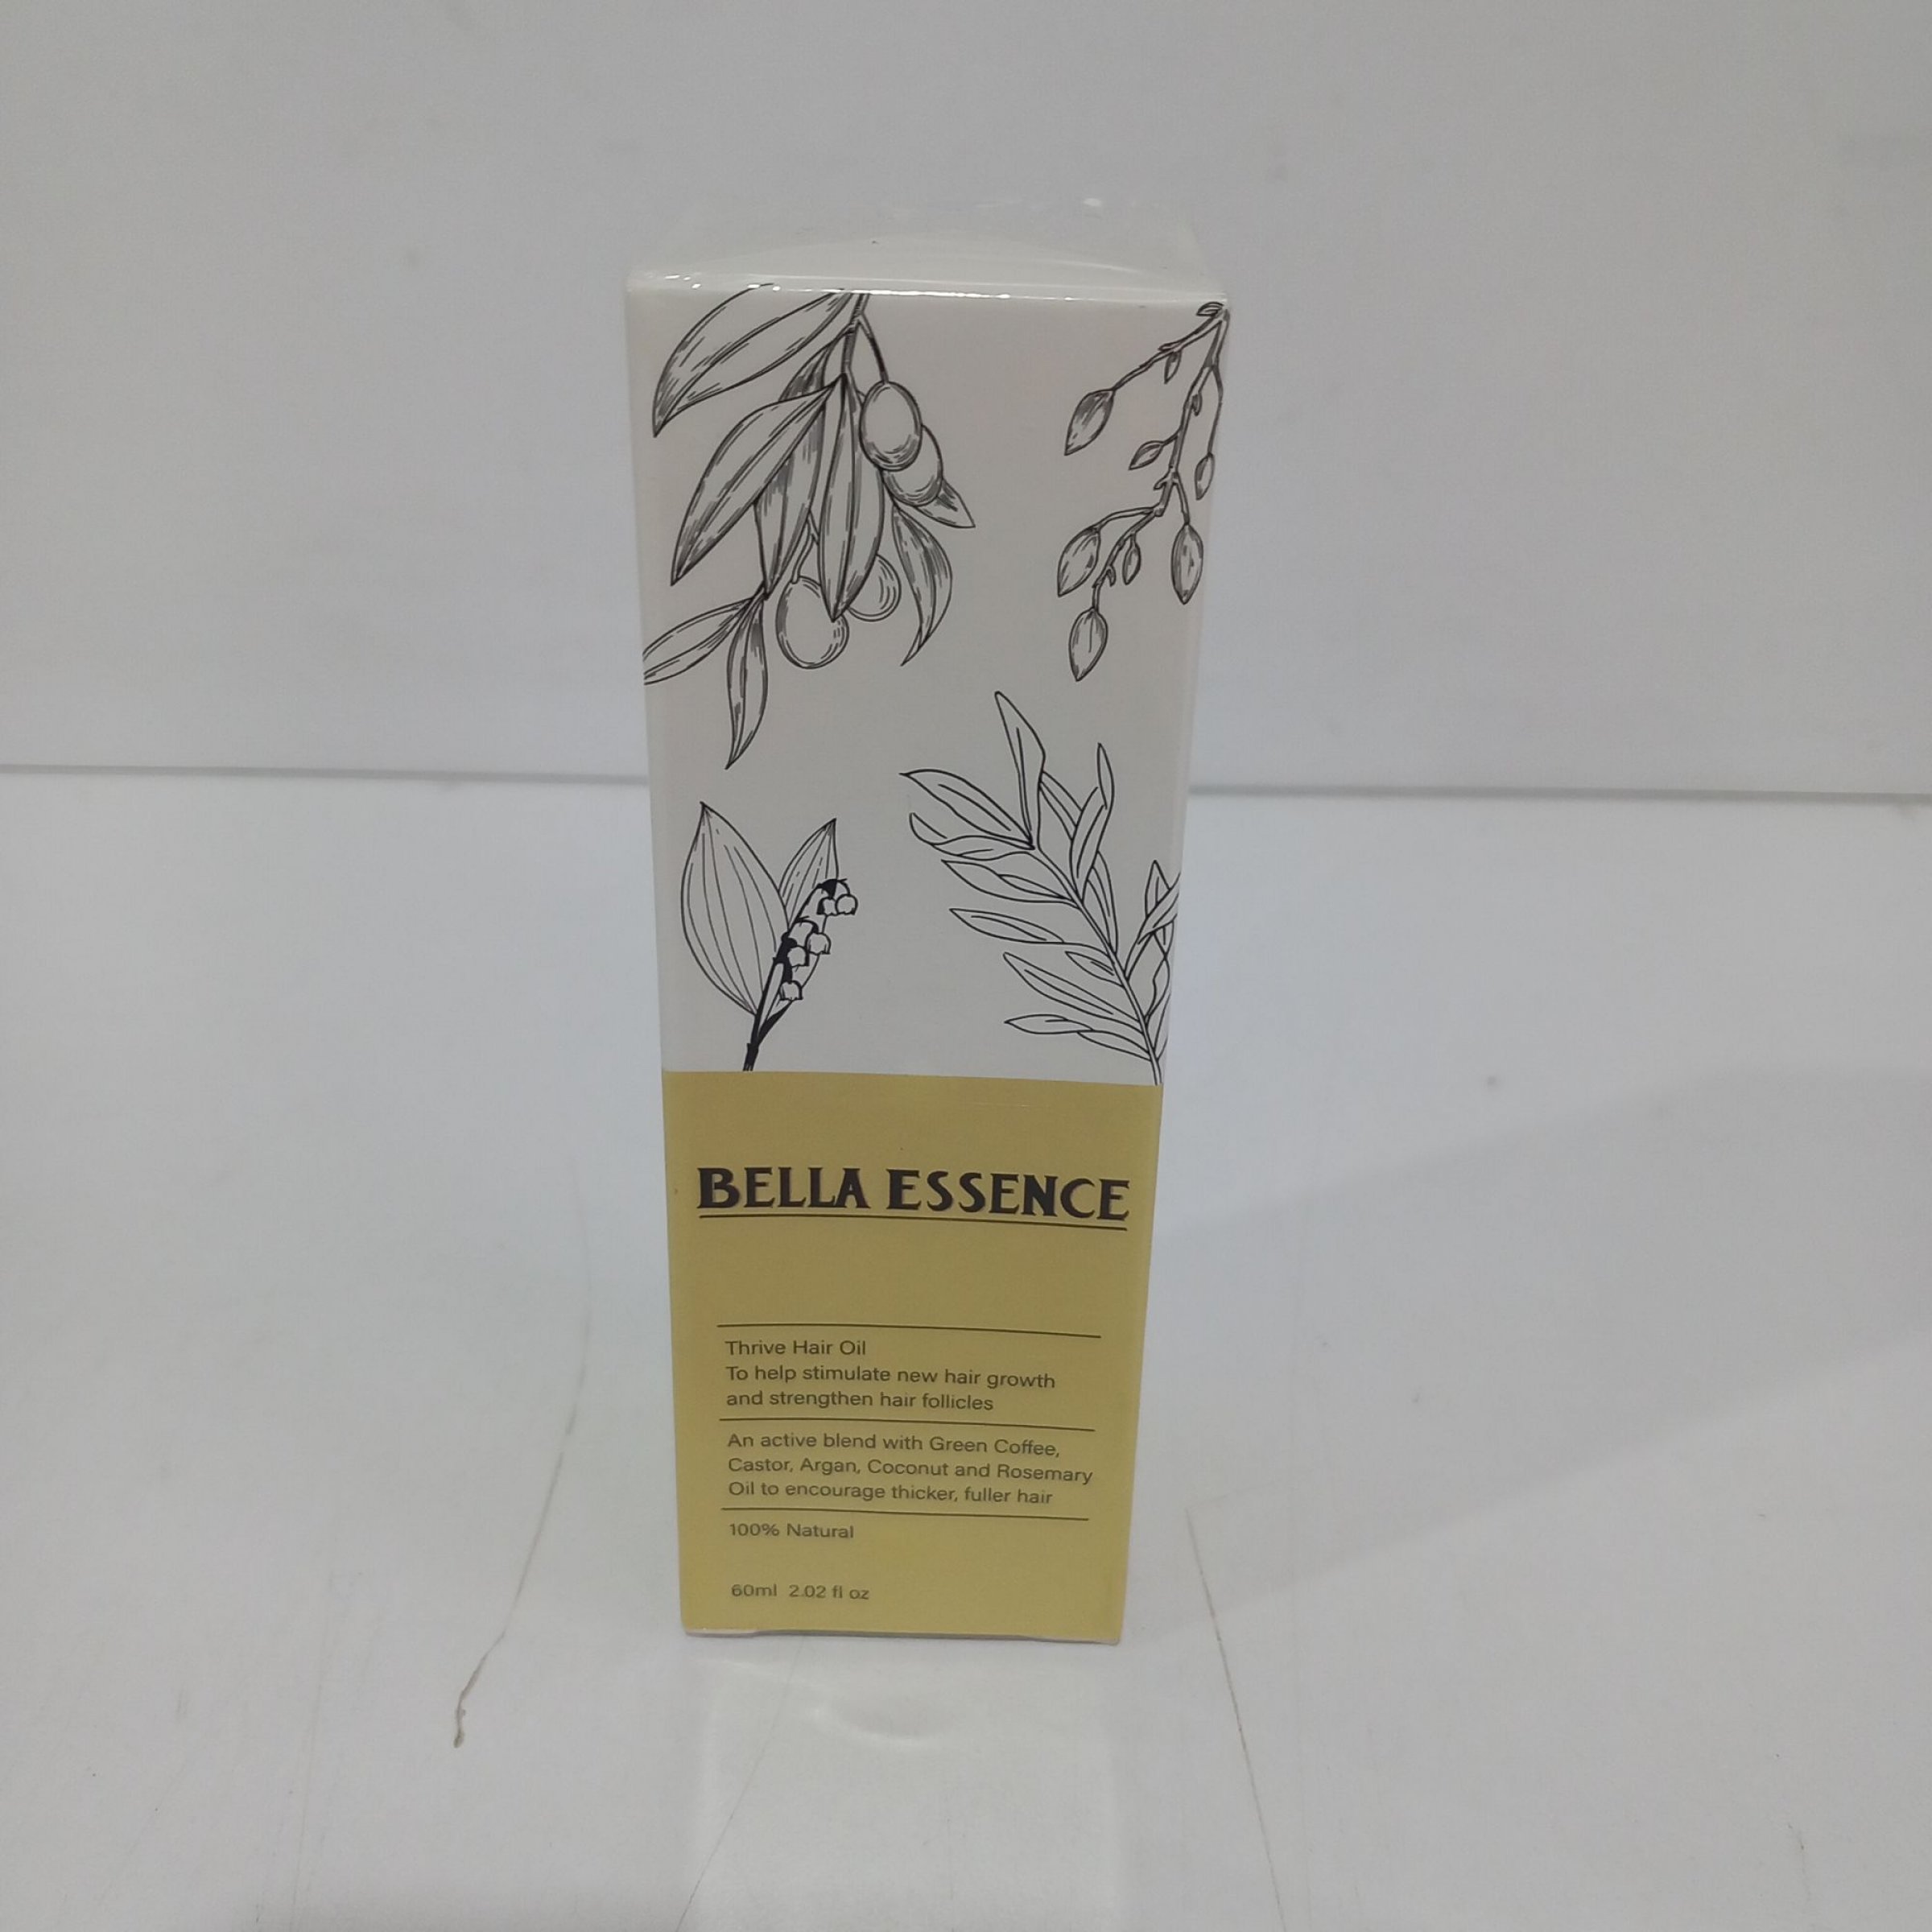 BELLA ESSENCE
Thrive Hair Oil
To help stimulate new hair growth
and strengthen hair follicles
An active blend with Green Coffee,
Castor, Argan, Coconut and Rosemary
Oil to encourage thicker, fuller hair
100% Natural
60ml 2.02 fl oz